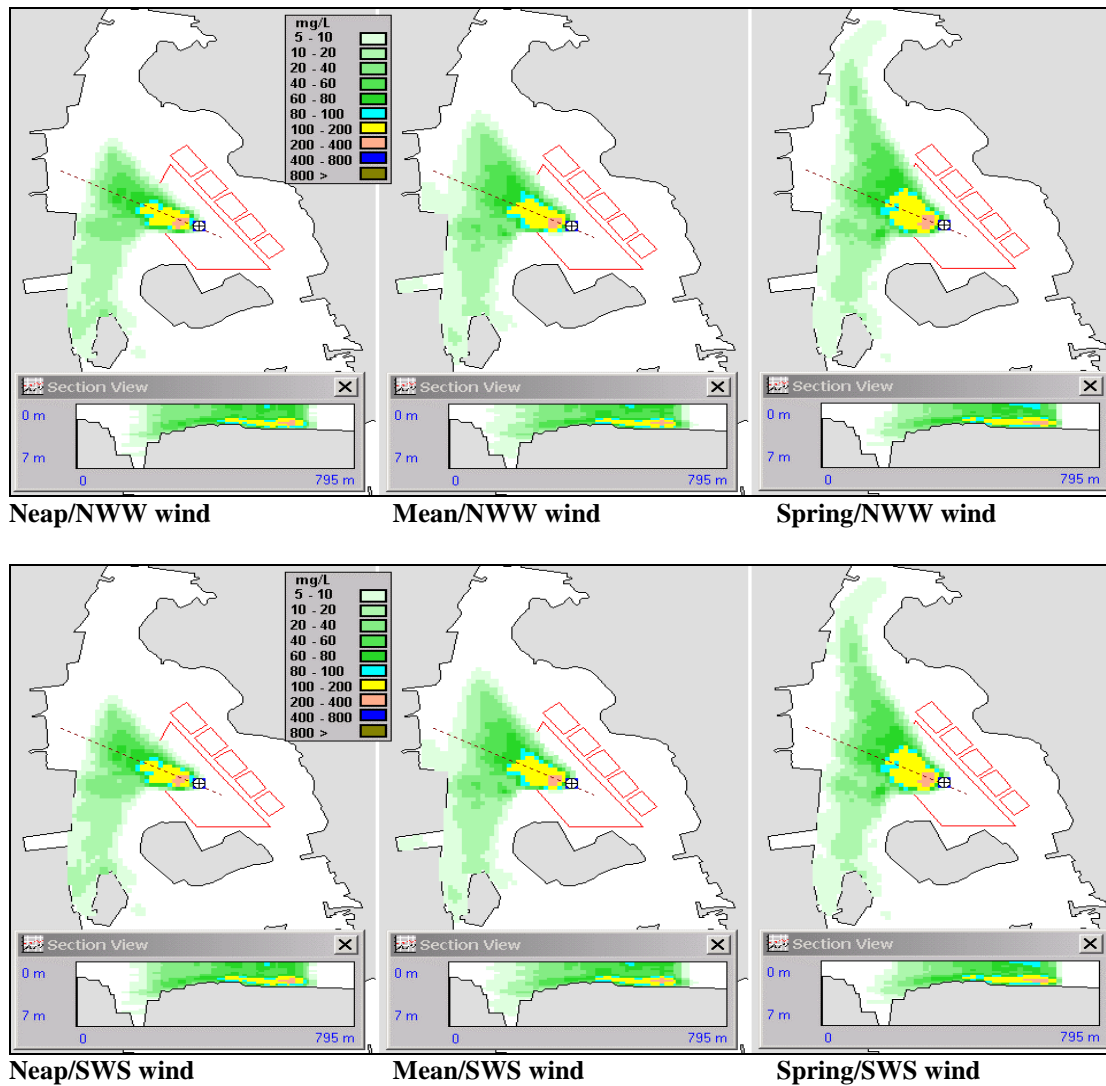 mg/L
5 - 10
10 - 20
20 - 40
40 - 60
60 - 80
80 - 100
100 - 200
200 - 400
400 - 800
800 >
Section View
0 m
7 m
0
795 m
Section View
0 m
7 m
0
795 m
Section View
0 m
7 m
0
795 m
Neap/NWW wind
Mean/NWW wind
Spring/NWW wind
mg/L
5 - 10
10 - 20
20 - 40
40 - 60
60 - 80
80 - 100
100 - 200
200 - 400
400 - 800
800 >
Section View
0 m
7 m
0
795 m
Section View
0 m
7 m
0
795 m
Section View
0 m
7 m
0
795 m
Neap/SWS wind
Mean/SWS wind
Spring/SWS wind